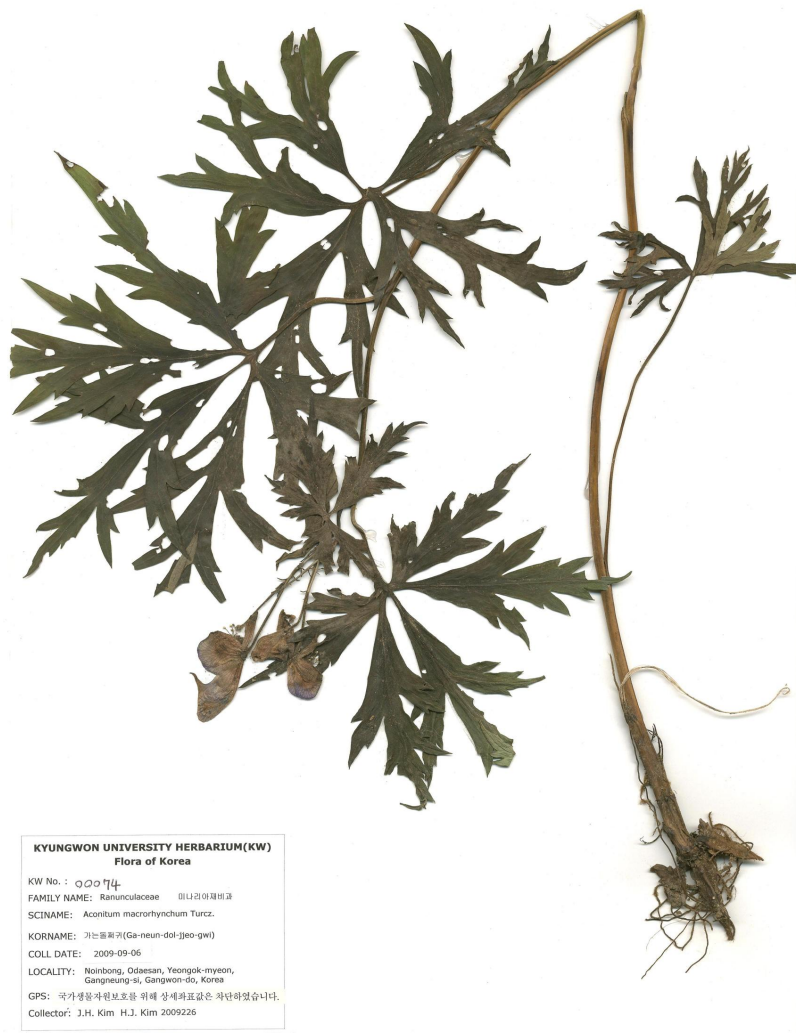 KYUNGWON UNIVERSITY HERBARIUM(KW)
Flora of Korea
KW No. : 00074
FAMILY NAME: Ranunculaceae 미나리아재비과
SCINAME: Aconitum macrorhynchum Turcz.
KORNAME: 가는돌쩌귀(Ga-neun-dol-jjeo-gwi)
COLL DATE: 2009-09-06
LOCALITY: Noinbong, Odaesan, Yeongok-myeon,
Gangneung-si, Gangwon-do, Korea
GPS: 국가생물자원보호를 위해 상세좌표값은 차단하였습니다.
Collector: J.H. Kim H.J. Kim 2009226